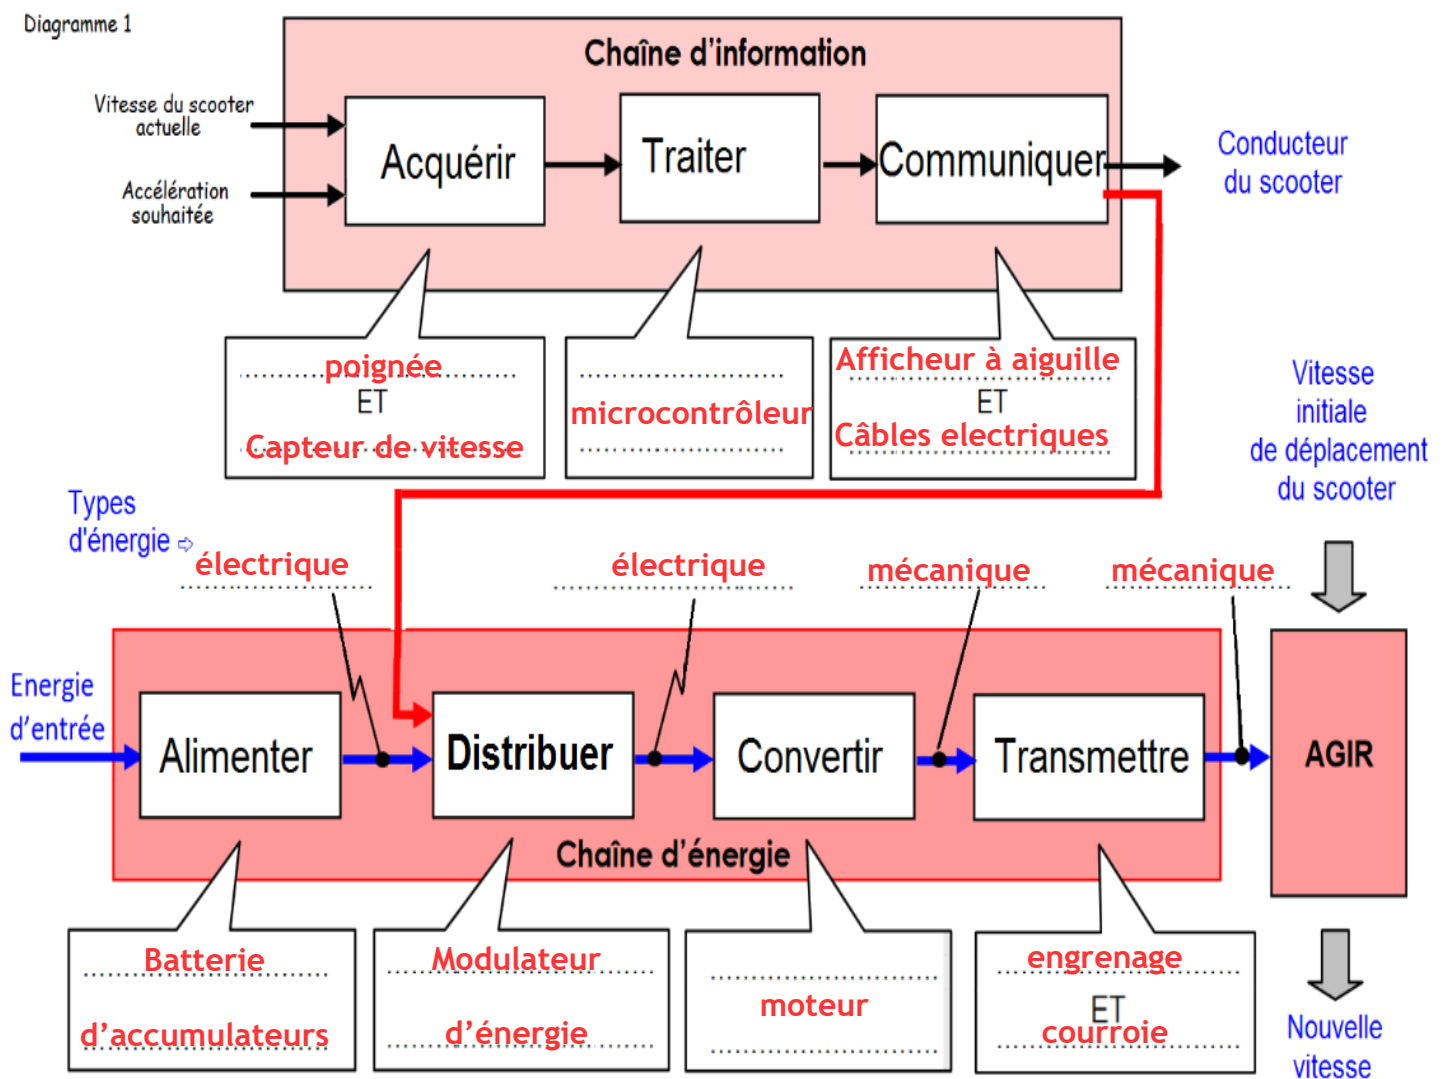 Diagramme 1
Chaîne d'information
Vitesse du scooter
actuelle
Accélération
souhaitée
Acquérir
Traiter
Communiquer
Conducteur
du scooter
poignée
ET
Capteur de vitesse
microcontrôleur
Afficheur à aiguille
ET
Câbles electriques
Vitesse
initiale
de déplacement
du scooter
Types
d'énergie ⇨
électrique
électrique
mécanique
mécanique
Energie
d'entrée
Alimenter
Distribuer
Convertir
Transmettre
AGIR
Chaîne d'énergie
Batterie
d'accumulateurs
Modulateur
d'énergie
moteur
engrenage
ET
courroie
Nouvelle
vitesse